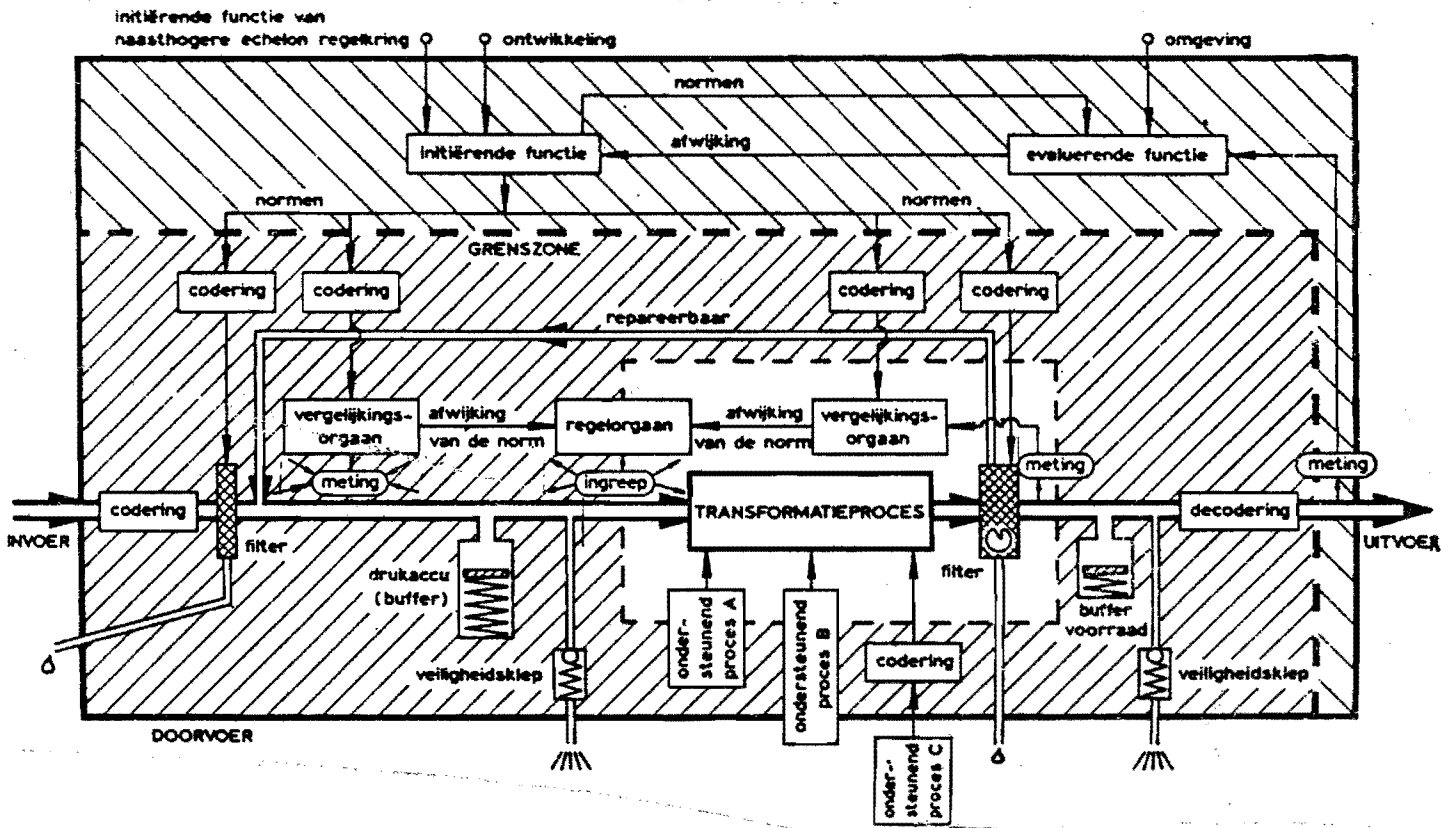 initiërende functie van
naasthogere echelon regelkring
ontwikkeling
omgeving
normen
initiërende functie
afwijking
evaluerende functie
normen
normen
GRENSZONE
codering
codering
codering
codering
repareerbaar
vergelijkings-
orgaan
afwijking
van de norm
regelorgaan
afwijking
van de norm
vergelijkings-
orgaan
meting
ingreep
meting
meting
codering
TRANSFORMATIEPROCES
decodering
INVOER
filter
filter
UITVOER
drukaccu
(buffer)
buffer
voorraad
onder-
steunend
proces A
ondersteunend
proces B
codering
veiligheidsklep
veiligheidsklep
DOORVOER
onder-
steunend
proces C